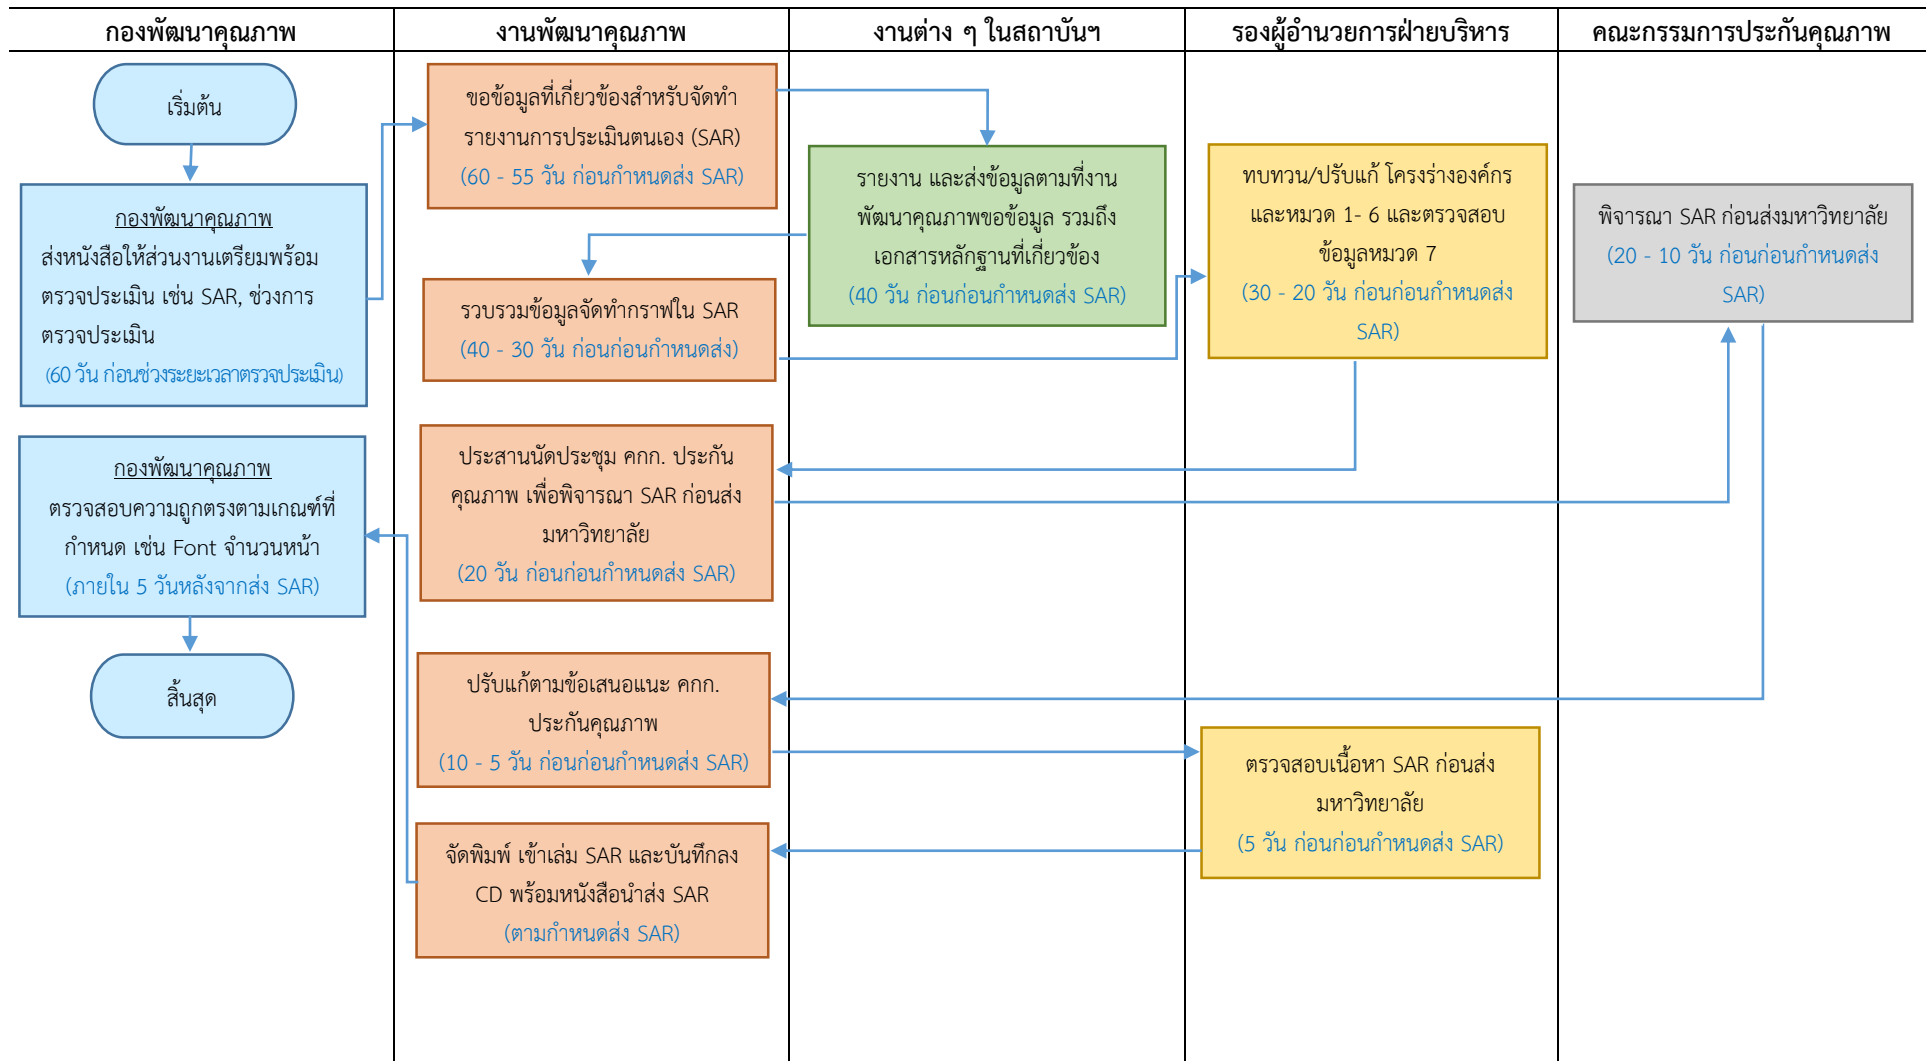 กองพัฒนาคุณภาพ
งานพัฒนาคุณภาพ
งานต่าง ๆ ในสถาบันฯ
รองผู้อำนวยการฝ่ายบริหาร
คณะกรรมการประกันคุณภาพ
เริ่มต้น
กองพัฒนาคุณภาพ
ส่งหนังสือให้ส่วนงานเตรียมพร้อม
ตรวจประเมิน เช่น SAR, ช่วงการ
ตรวจประเมิน
(60 วัน ก่อนช่วงระยะเวลาตรวจประเมิน)
กองพัฒนาคุณภาพ
ตรวจสอบความถูกตรงตามเกณฑ์ที่
กำหนด เช่น Font จำนวนหน้า
(ภายใน 5 วันหลังจากส่ง SAR)
สิ้นสุด
ขอข้อมูลที่เกี่ยวข้องสำหรับจัดทำ
รายงานการประเมินตนเอง (SAR)
(60 - 55 วัน ก่อนกำหนดส่ง SAR)
รวบรวมข้อมูลจัดทำกราฟใน SAR
(40 - 30 วัน ก่อนก่อนกำหนดส่ง)
ประสานนัดประชุม คกก. ประกัน
คุณภาพ เพื่อพิจารณา SAR ก่อนส่ง
มหาวิทยาลัย
(20 วัน ก่อนก่อนกำหนดส่ง SAR)
ปรับแก้ตามข้อเสนอแนะ คกก.
ประกันคุณภาพ
(10 - 5 วัน ก่อนก่อนกำหนดส่ง SAR)
จัดพิมพ์ เข้าเล่ม SAR และบันทึกลง
CD พร้อมหนังสือนำส่ง SAR
(ตามกำหนดส่ง SAR)
รายงาน และส่งข้อมูลตามที่งาน
พัฒนาคุณภาพขอข้อมูล รวมถึง
เอกสารหลักฐานที่เกี่ยวข้อง
(40 วัน ก่อนก่อนกำหนดส่ง SAR)
ทบทวน/ปรับแก้ โครงร่างองค์กร
และหมวด 1- 6 และตรวจสอบ
ข้อมูลหมวด 7
(30 - 20 วัน ก่อนก่อนกำหนดส่ง
SAR)
ตรวจสอบเนื้อหา SAR ก่อนส่ง
มหาวิทยาลัย
(5 วัน ก่อนก่อนกำหนดส่ง SAR)
พิจารณา SAR ก่อนส่งมหาวิทยาลัย
(20 - 10 วัน ก่อนก่อนกำหนดส่ง
SAR)